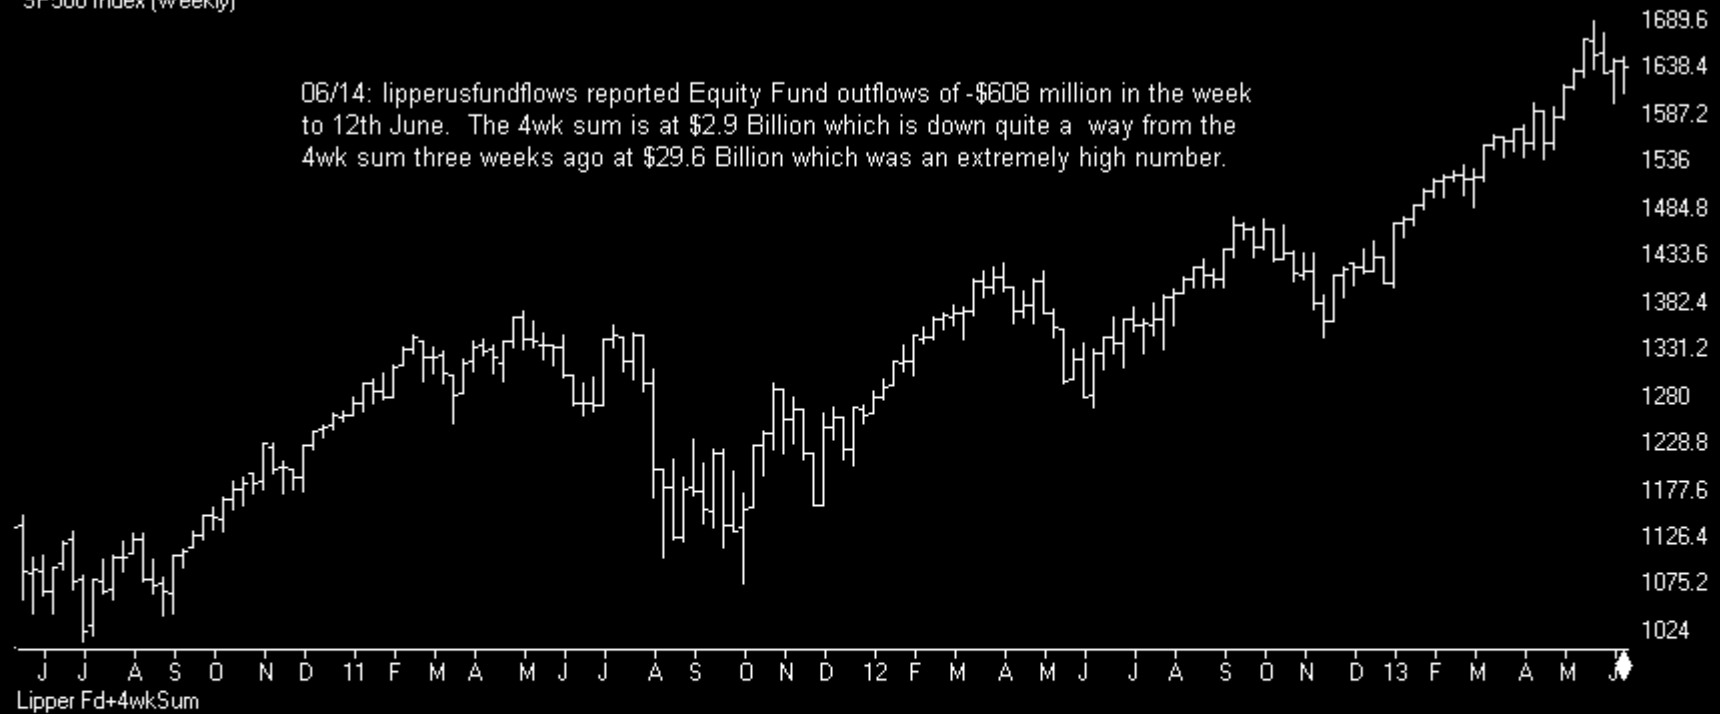 SP500 Index (Weekly)
1689.6
06/14: lipperusfundflows reported Equity Fund outflows of -$608 million in the week
to 12th June. The 4wk sum is at $2.9 Billion which is down quite a way from the
4wk sum three weeks ago at $29.6 Billion which was an extremely high number.
1638.4
1587.2
1536
1484.8
1433.6
1382.4
1331.2
1280
1228.8
1177.6
1126.4
1075.2
1024
J J A S O N D 11 F M A M J J A S O N D 12 F M A M J J A S O N D 13 F M A M J
Lipper Fd+4wkSum